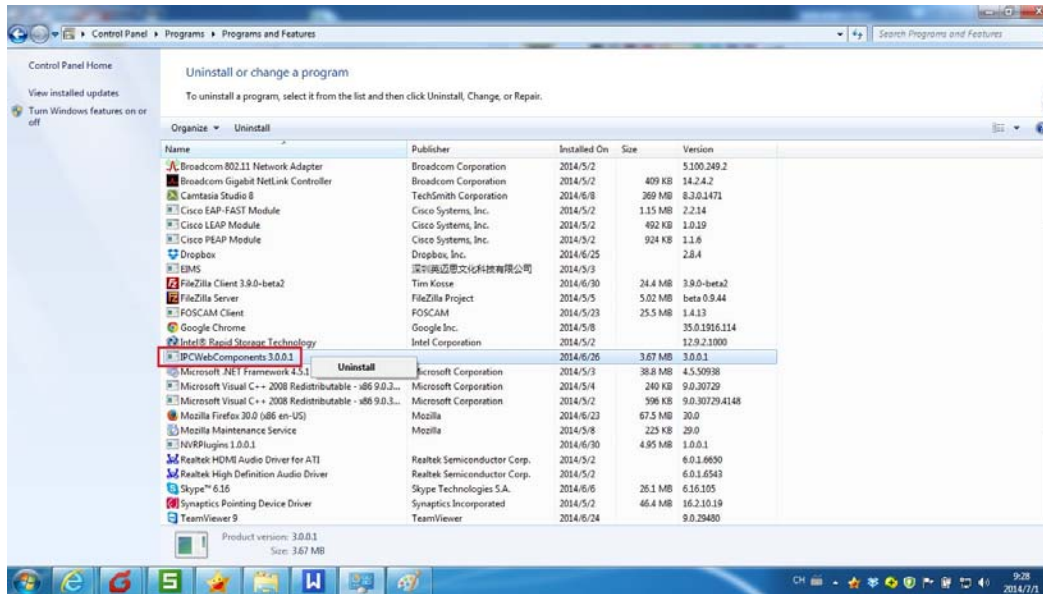 Control Panel ▸ Programs ▸ Programs and Features
Search Programs and Features
Control Panel Home
View installed updates
Turn Windows features on or
off
Uninstall or change a program
To uninstall a program, select it from the list and then click Uninstall, Change, or Repair.
Organize Uninstall
Name Publisher Installed On Size Version
Broadcom 802.11 Network Adapter Broadcom Corporation 2014/5/2 5.100.249.2
Broadcom Gigabit NetLink Controller Broadcom Corporation 2014/5/2 409 KB 14.2.4.2
Camtasia Studio 8 TechSmith Corporation 2014/6/8 369 MB 8.3.0.1471
Cisco EAP-FAST Module Cisco Systems, Inc. 2014/5/2 1.15 MB 2.2.14
Cisco LEAP Module Cisco Systems, Inc. 2014/5/2 492 KB 1.0.19
Cisco PEAP Module Cisco Systems, Inc. 2014/5/2 924 KB 1.1.6
Dropbox Dropbox, Inc. 2014/6/25 2.8.4
EIMS 深圳英迈思文化科技有限公司 2014/5/3
FileZilla Client 3.9.0-beta2 Tim Kosse 2014/6/30 24.4 MB 3.9.0-beta2
FileZilla Server FileZilla Project 2014/5/5 5.02 MB beta 0.9.44
FOSCAM Client FOSCAM 2014/5/23 25.5 MB 1.4.13
Google Chrome Google Inc. 2014/5/8 35.0.1916.114
Intel® Rapid Storage Technology Intel Corporation 2014/5/2 12.9.2.1000
IPCWebComponents 3.0.0.1 2014/6/26 3.67 MB 3.0.0.1
Uninstall
Microsoft .NET Framework 4.5.1 Microsoft Corporation 2014/5/3 38.8 MB 4.5.50938
Microsoft Visual C++ 2008 Redistributable - x86 9.0.3... Microsoft Corporation 2014/5/4 240 KB 9.0.30729
Microsoft Visual C++ 2008 Redistributable - x86 9.0.3... Microsoft Corporation 2014/5/2 596 KB 9.0.30729.4148
Mozilla Firefox 30.0 (x86 en-US) Mozilla 2014/6/23 67.5 MB 30.0
Mozilla Maintenance Service Mozilla 2014/5/8 225 KB 29.0
NVRPlugins 1.0.0.1 2014/6/30 4.95 MB 1.0.0.1
Realtek HDMI Audio Driver for ATI Realtek Semiconductor Corp. 2014/5/2 6.0.1.6650
Realtek High Definition Audio Driver Realtek Semiconductor Corp. 2014/5/2 6.0.1.6543
Skype™ 6.16 Skype Technologies S.A. 2014/6/6 26.1 MB 6.16.105
Synaptics Pointing Device Driver Synaptics Incorporated 2014/5/2 46.4 MB 16.2.10.19
TeamViewer 9 TeamViewer 2014/6/24 9.0.29480
Product version: 3.0.0.1
Size: 3.67 MB
CH
9:28
2014/7/1